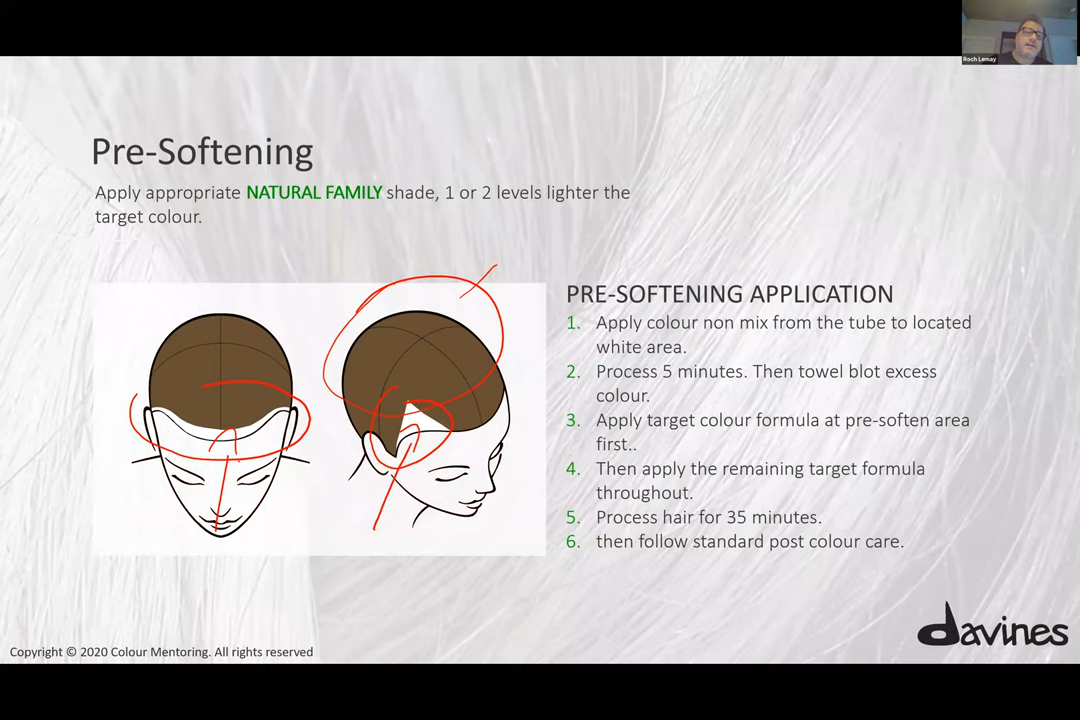 Roch Lemay
Pre-Softening
Apply appropriate NATURAL FAMILY shade, 1 or 2 levels lighter the
target colour.
PRE-SOFTENING APPLICATION
1. Apply colour non mix from the tube to located
white area.
2. Process 5 minutes. Then towel blot excess
colour.
3. Apply target colour formula at pre-soften area
first..
4. Then apply the remaining target formula
throughout.
5. Process hair for 35 minutes.
6. then follow standard post colour care.
davines
Copyright © 2020 Colour Mentoring. All rights reserved